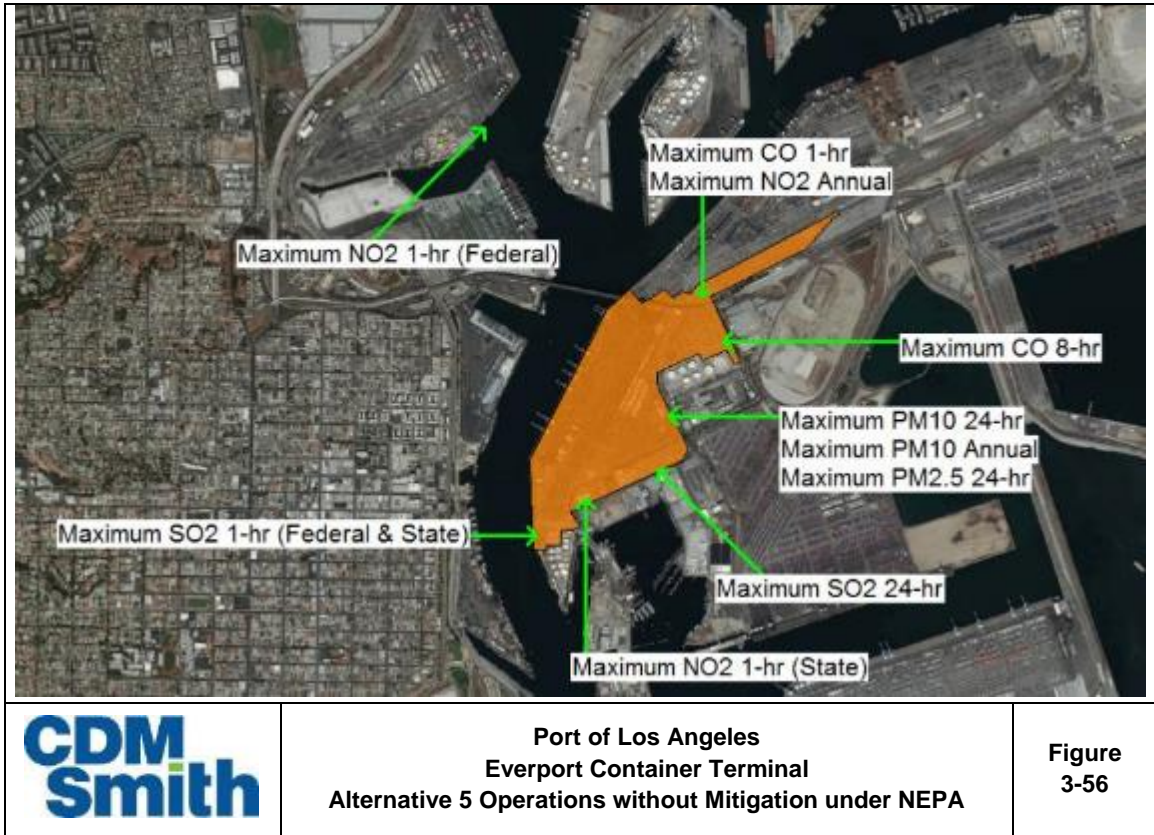 Maximum CO 1-hr
Maximum NO2 Annual
Maximum NO2 1-hr (Federal)
Maximum CO 8-hr
Maximum PM10 24-hr
Maximum PM10 Annual
Maximum PM2.5 24-hr
Maximum SO2 1-hr (Federal & State)
Maximum SO2 24-hr
Maximum NO2 1-hr (State)
CDM
Smith
Port of Los Angeles
Everport Container Terminal
Alternative 5 Operations without Mitigation under NEPA
Figure
3-56